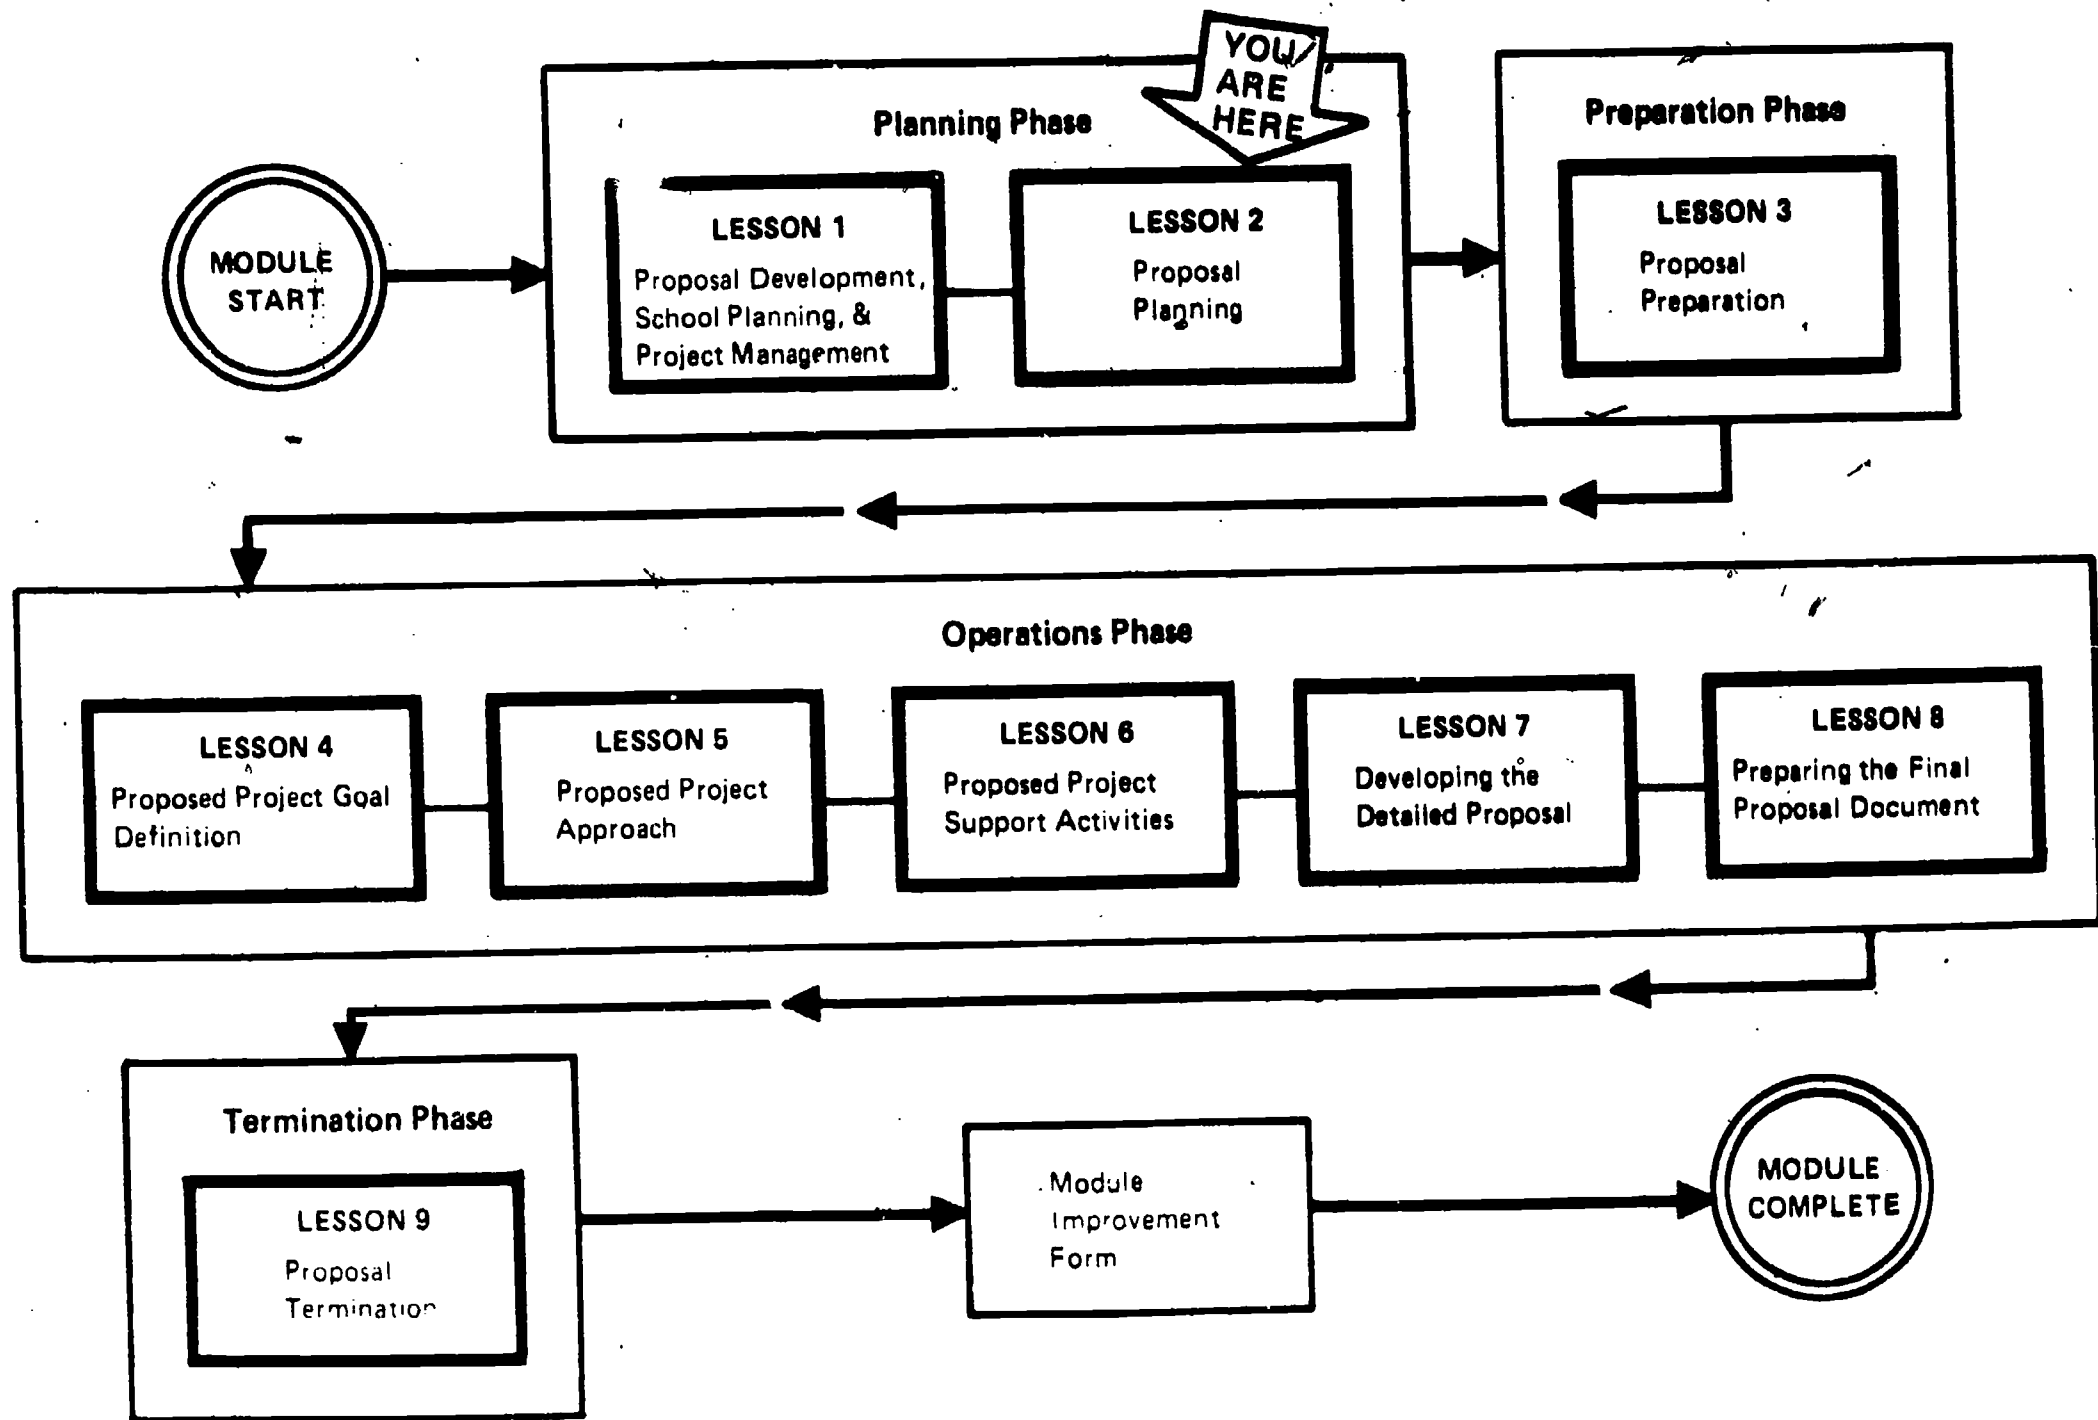 YOU
ARE
HERE
Planning Phase
Preparation Phase
MODULE
START
LESSON 1
Proposal Development,
School Planning, &
Project Management
LESSON 2
Proposal
Planning
LESSON 3
Proposal
Preparation
Operations Phase
LESSON 4
Proposed Project Goal
Definition
LESSON 5
Proposed Project
Approach
LESSON 6
Proposed Project
Support Activities
LESSON 7
Developing the
Detailed Proposal
LESSON 8
Preparing the Final
Proposal Document
Termination Phase
LESSON 9
Proposal
Termination
Module
Improvement
Form
MODULE
COMPLETE